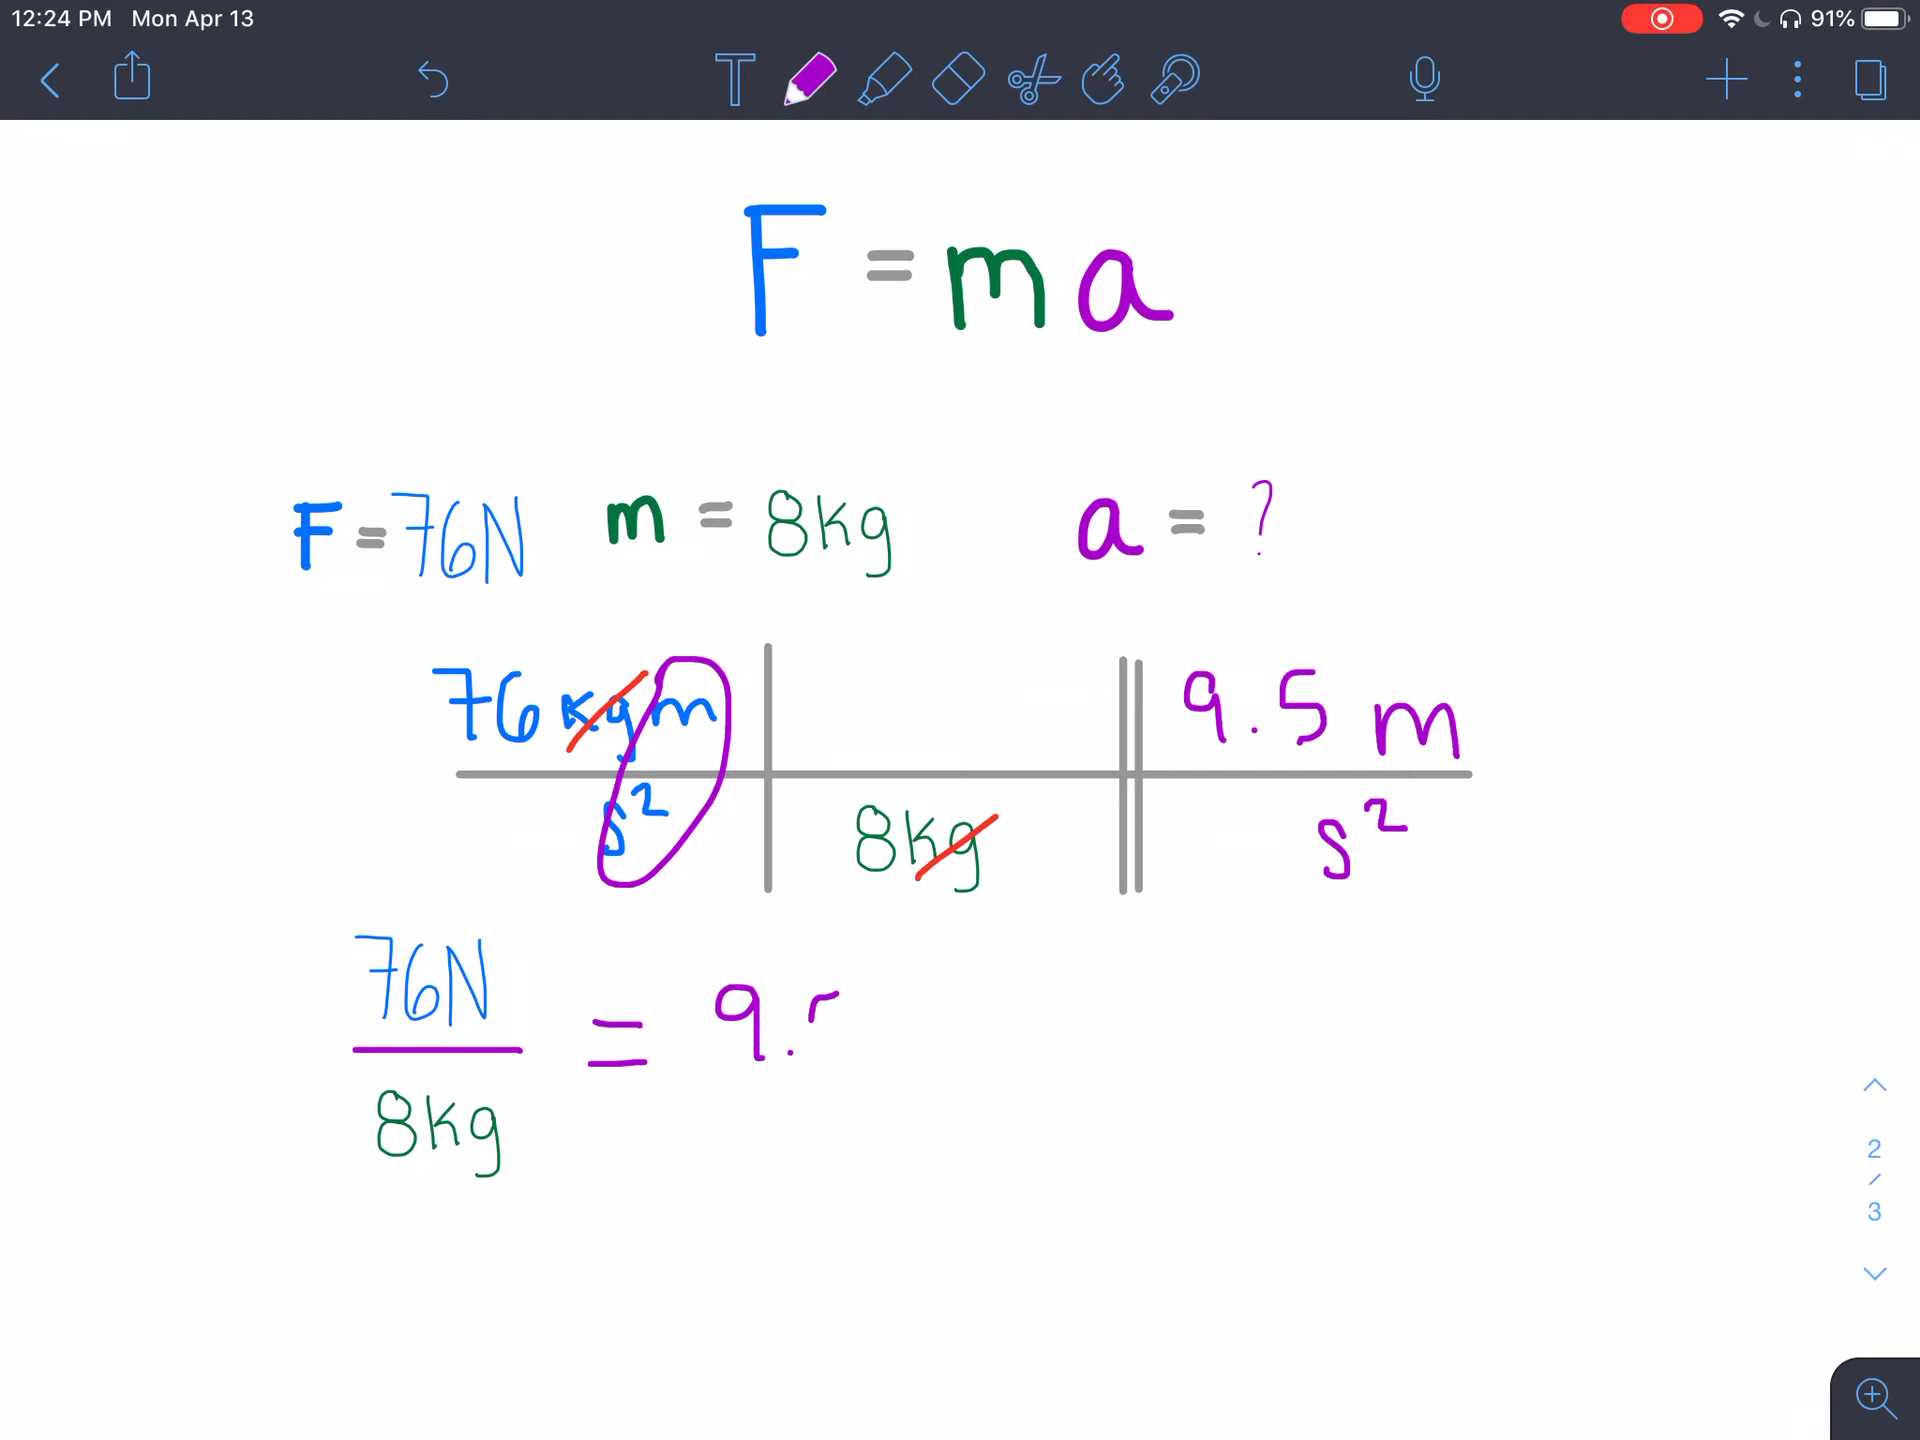 12:24 PM Mon Apr 13 91%
T
F = ma
F = 76N m = 8kg a = ?
76 kgm 9.5 m
s² 8kg s²
76N
= 9.
8kg
2
/
3